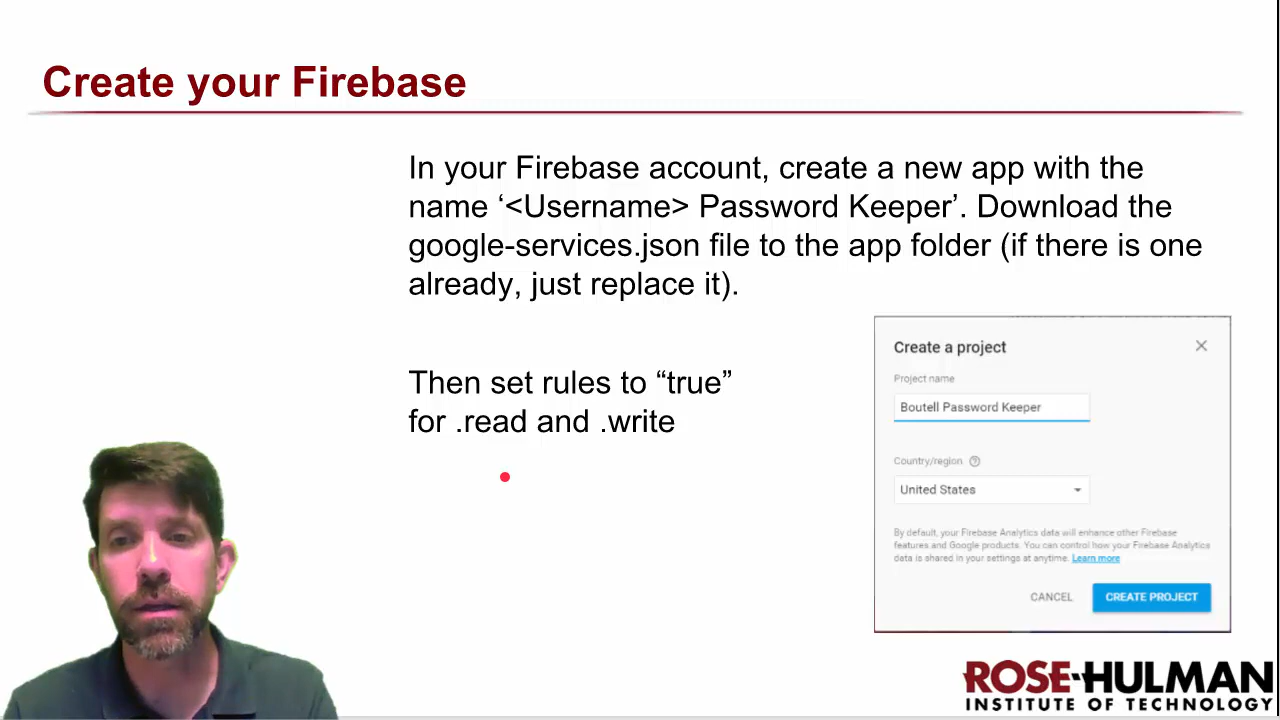 Create your Firebase
In your Firebase account, create a new app with the
name ‘<Username> Password Keeper’. Download the
google-services.json file to the app folder (if there is one
already, just replace it).
Then set rules to “true”
for .read and .write
Create a project
Project name
Boutell Password Keeper
Country/region
United States
By default, your Firebase Analytics data will enhance other Firebase
features and Google products. You can control how your Firebase Analytics
data is shared in your settings at anytime. Learn more
CANCEL
CREATE PROJECT
ROSE-HULMAN
INSTITUTE OF TECHNOLOGY